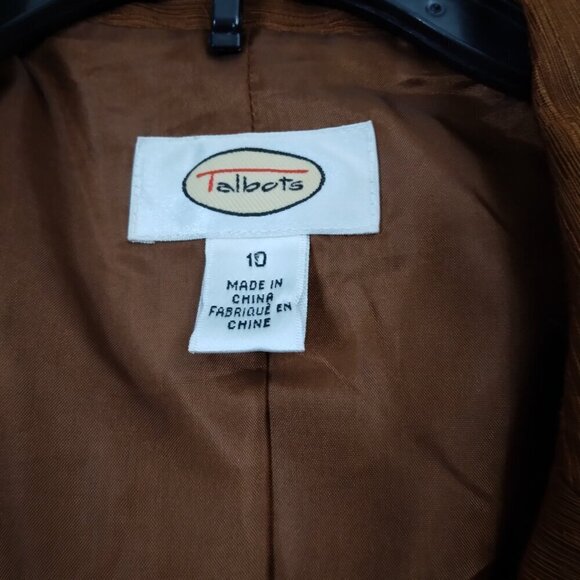 Talbots
10
MADE IN
CHINA
FABRIQUÉ EN
CHINE